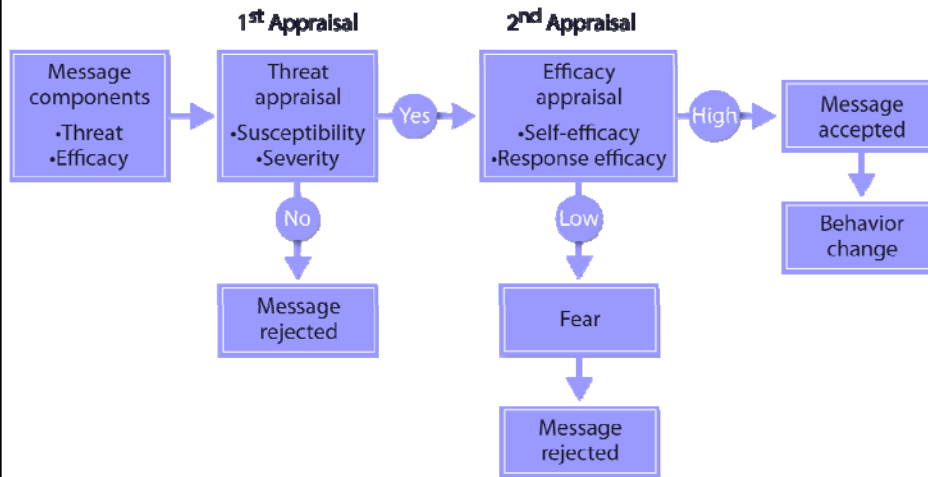 1st Appraisal
2nd Appraisal
Message
components
•Threat
•Efficacy
Threat
appraisal
•Susceptibility
•Severity
Yes
Efficacy
appraisal
•Self-efficacy
•Response efficacy
High
Message
accepted
No
Low
Behavior
change
Message
rejected
Fear
Message
rejected